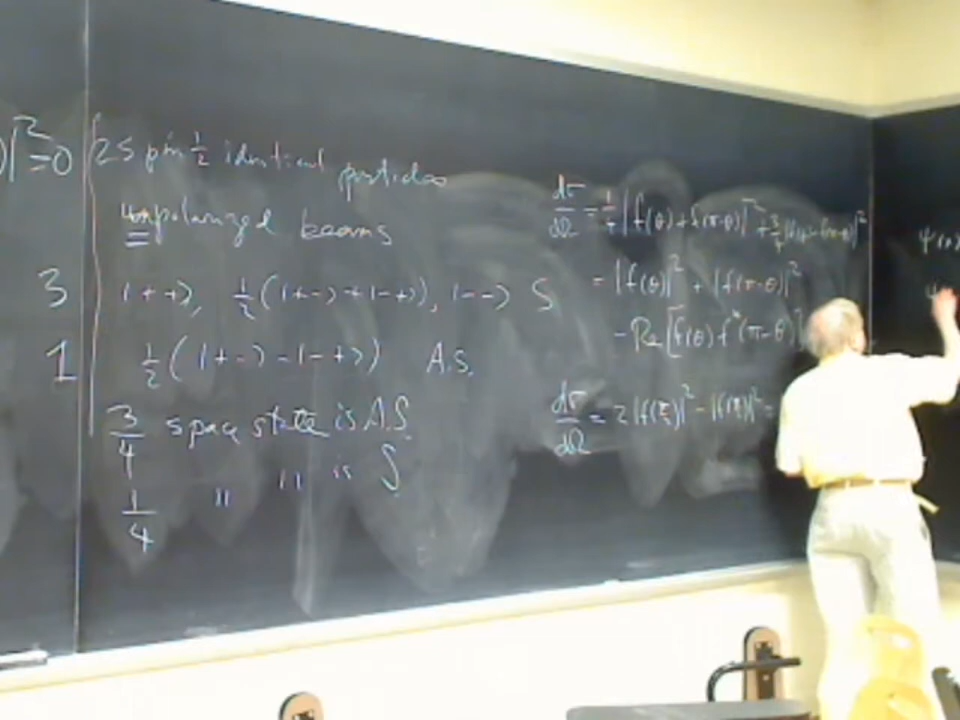 )|²=0
2 Spin ½ identical particles
unpolarized beams
3 |++>, ½(|+-> + |-+>), |--> S
1 ½(|+-> - |-+>) A.S.
3/4 space state is A.S.
1/4 " " is S
dσ/dΩ = ¼|f(θ)+f(π-θ)|² + ¾|f(θ)-f(π-θ)|²
= |f(θ)|² + |f(π-θ)|²
- Re[f(θ) f*(π-θ)]
dσ/dΩ = 2|f(π/2)|² - |f(π/2)|² =
ψ(